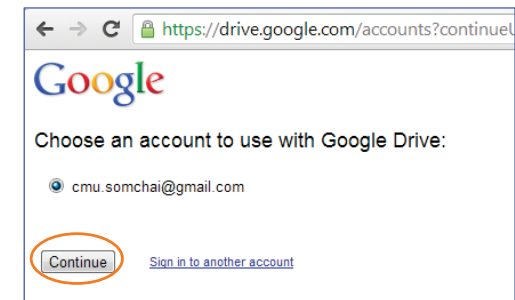 https://drive.google.com/accounts?continueU
Google
Choose an account to use with Google Drive:
cmu.somchai@gmail.com
Continue Sign in to another account